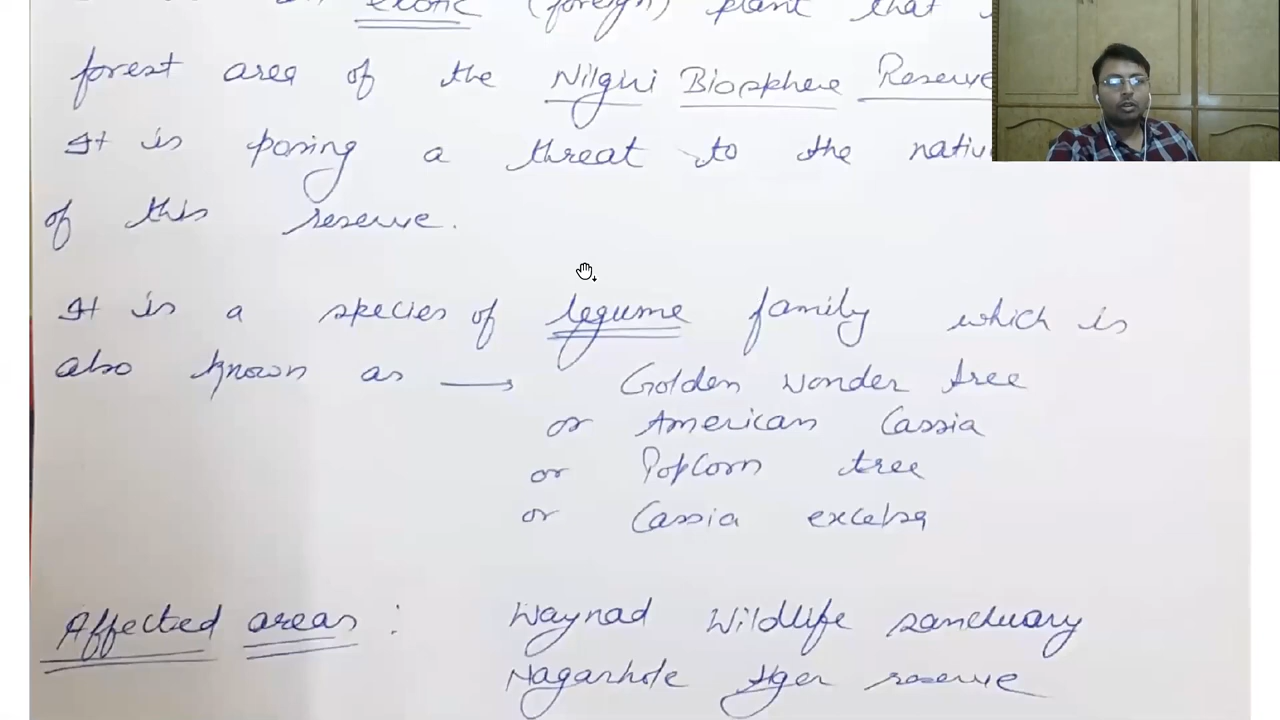 exotic (foreign) plant that
forest area of the Nilgiri Biosphere Reserve
It is posing a threat to the nativ
of this reserve.
It is a species of legume family which is
also known as → Golden wonder tree
or American Cassia
or Popcorn tree
or Cassia excelsa
Affected areas : Waynad Wildlife sanctuary
Nagarhole tiger reserve